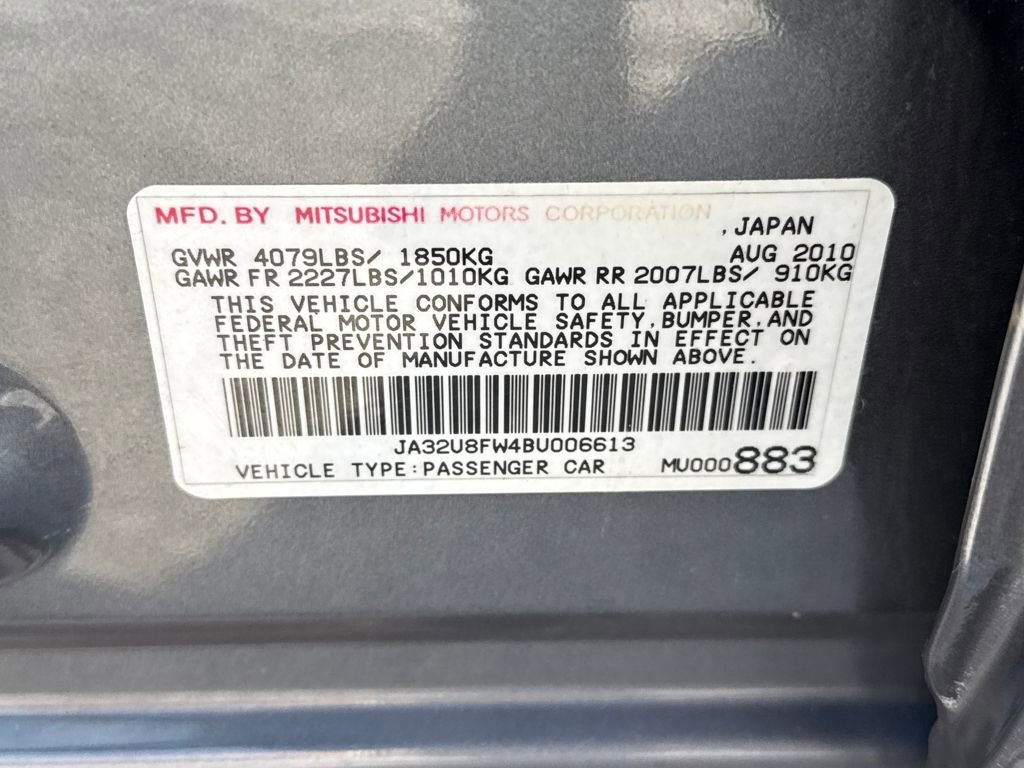 MFD. BY MITSUBISHI MOTORS CORPORATION
, JAPAN
GVWR 4079LBS/ 1850KG AUG 2010
GAWR FR 2227LBS/1010KG GAWR RR 2007LBS/ 910KG
THIS VEHICLE CONFORMS TO ALL APPLICABLE
FEDERAL MOTOR VEHICLE SAFETY, BUMPER, AND
THEFT PREVENTION STANDARDS IN EFFECT ON
THE DATE OF MANUFACTURE SHOWN ABOVE.
JA32U8FW4BU006613
VEHICLE TYPE:PASSENGER CAR MU000883